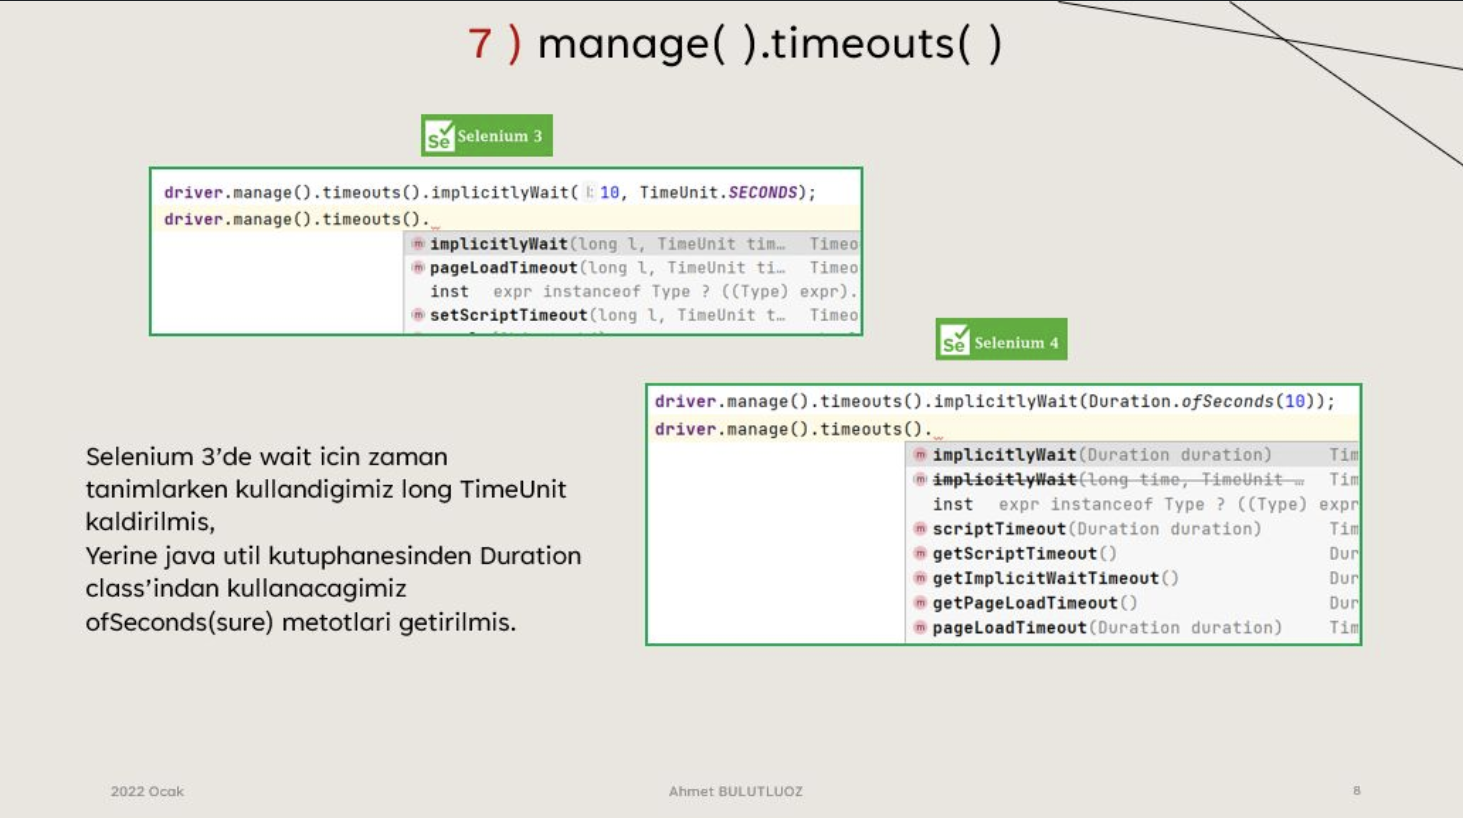 7 ) manage( ).timeouts( )
Se Selenium 3
driver.manage().timeouts().implicitlyWait( l: 10, TimeUnit.SECONDS);
driver.manage().timeouts().
m implicitlyWait(long l, TimeUnit tim… Timeo
m pageLoadTimeout(long l, TimeUnit ti… Timeo
inst expr instanceof Type ? ((Type) expr).
m setScriptTimeout(long l, TimeUnit t… Timeo
Se Selenium 4
driver.manage().timeouts().implicitlyWait(Duration.ofSeconds(10));
driver.manage().timeouts().
m implicitlyWait(Duration duration) Tim
m implicitlyWait(long time, TimeUnit … Tim
inst expr instanceof Type ? ((Type) expr
m scriptTimeout(Duration duration) Tim
m getScriptTimeout() Dur
m getImplicitWaitTimeout() Dur
m getPageLoadTimeout() Dur
m pageLoadTimeout(Duration duration) Tim
Selenium 3’de wait icin zaman
tanimlarken kullandigimiz long TimeUnit
kaldirilmis,
Yerine java util kutuphanesinden Duration
class’indan kullanacagimiz
ofSeconds(sure) metotlari getirilmis.
2022 Ocak
Ahmet BULUTLUOZ
8